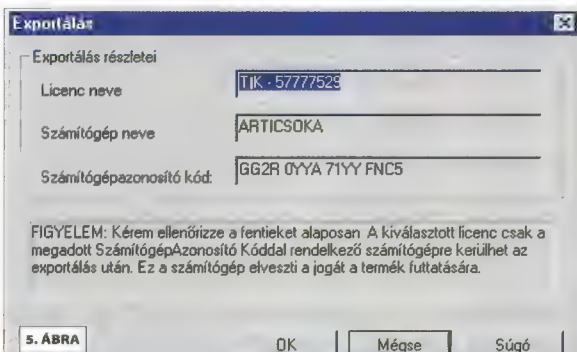 Exportálás
Exportálás részletei
Licenc neve
TIK - 57777529
Számítógép neve
ARTICSOKA
Számítógépazonosító kód:
GG2R 0YYA 71YY FNC5
FIGYELEM: Kérem ellenőrizze a fentieket alaposan. A kiválasztott licenc csak a
megadott SzámítógépAzonosító Kóddal rendelkező számítógépre kerülhet az
exportálás után. Ez a számítógép elveszti a jogát a termék futtatására.
5. ÁBRA
OK
Mégse
Súgó